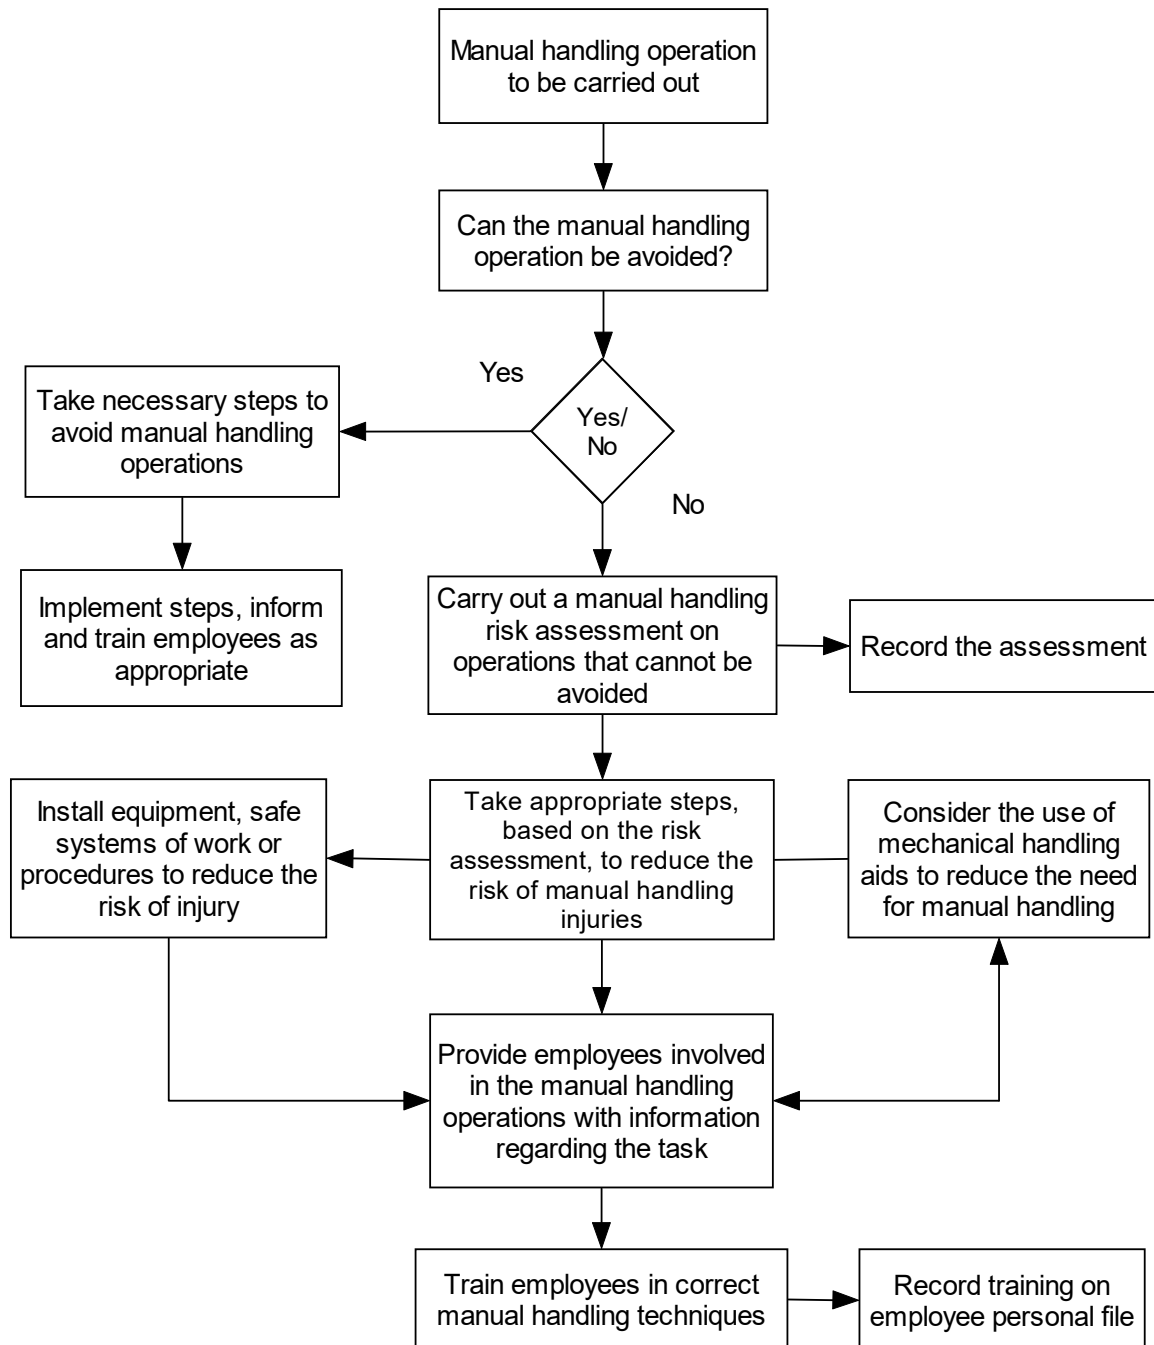 Manual handling operation
to be carried out
Can the manual handling
operation be avoided?
Yes
Yes/
No
Take necessary steps to
avoid manual handling
operations
No
Implement steps, inform
and train employees as
appropriate
Carry out a manual handling
risk assessment on
operations that cannot be
avoided
Record the assessment
Install equipment, safe
systems of work or
procedures to reduce the
risk of injury
Take appropriate steps,
based on the risk
assessment, to reduce the
risk of manual handling
injuries
Consider the use of
mechanical handling
aids to reduce the need
for manual handling
Provide employees involved
in the manual handling
operations with information
regarding the task
Train employees in correct
manual handling techniques
Record training on
employee personal file